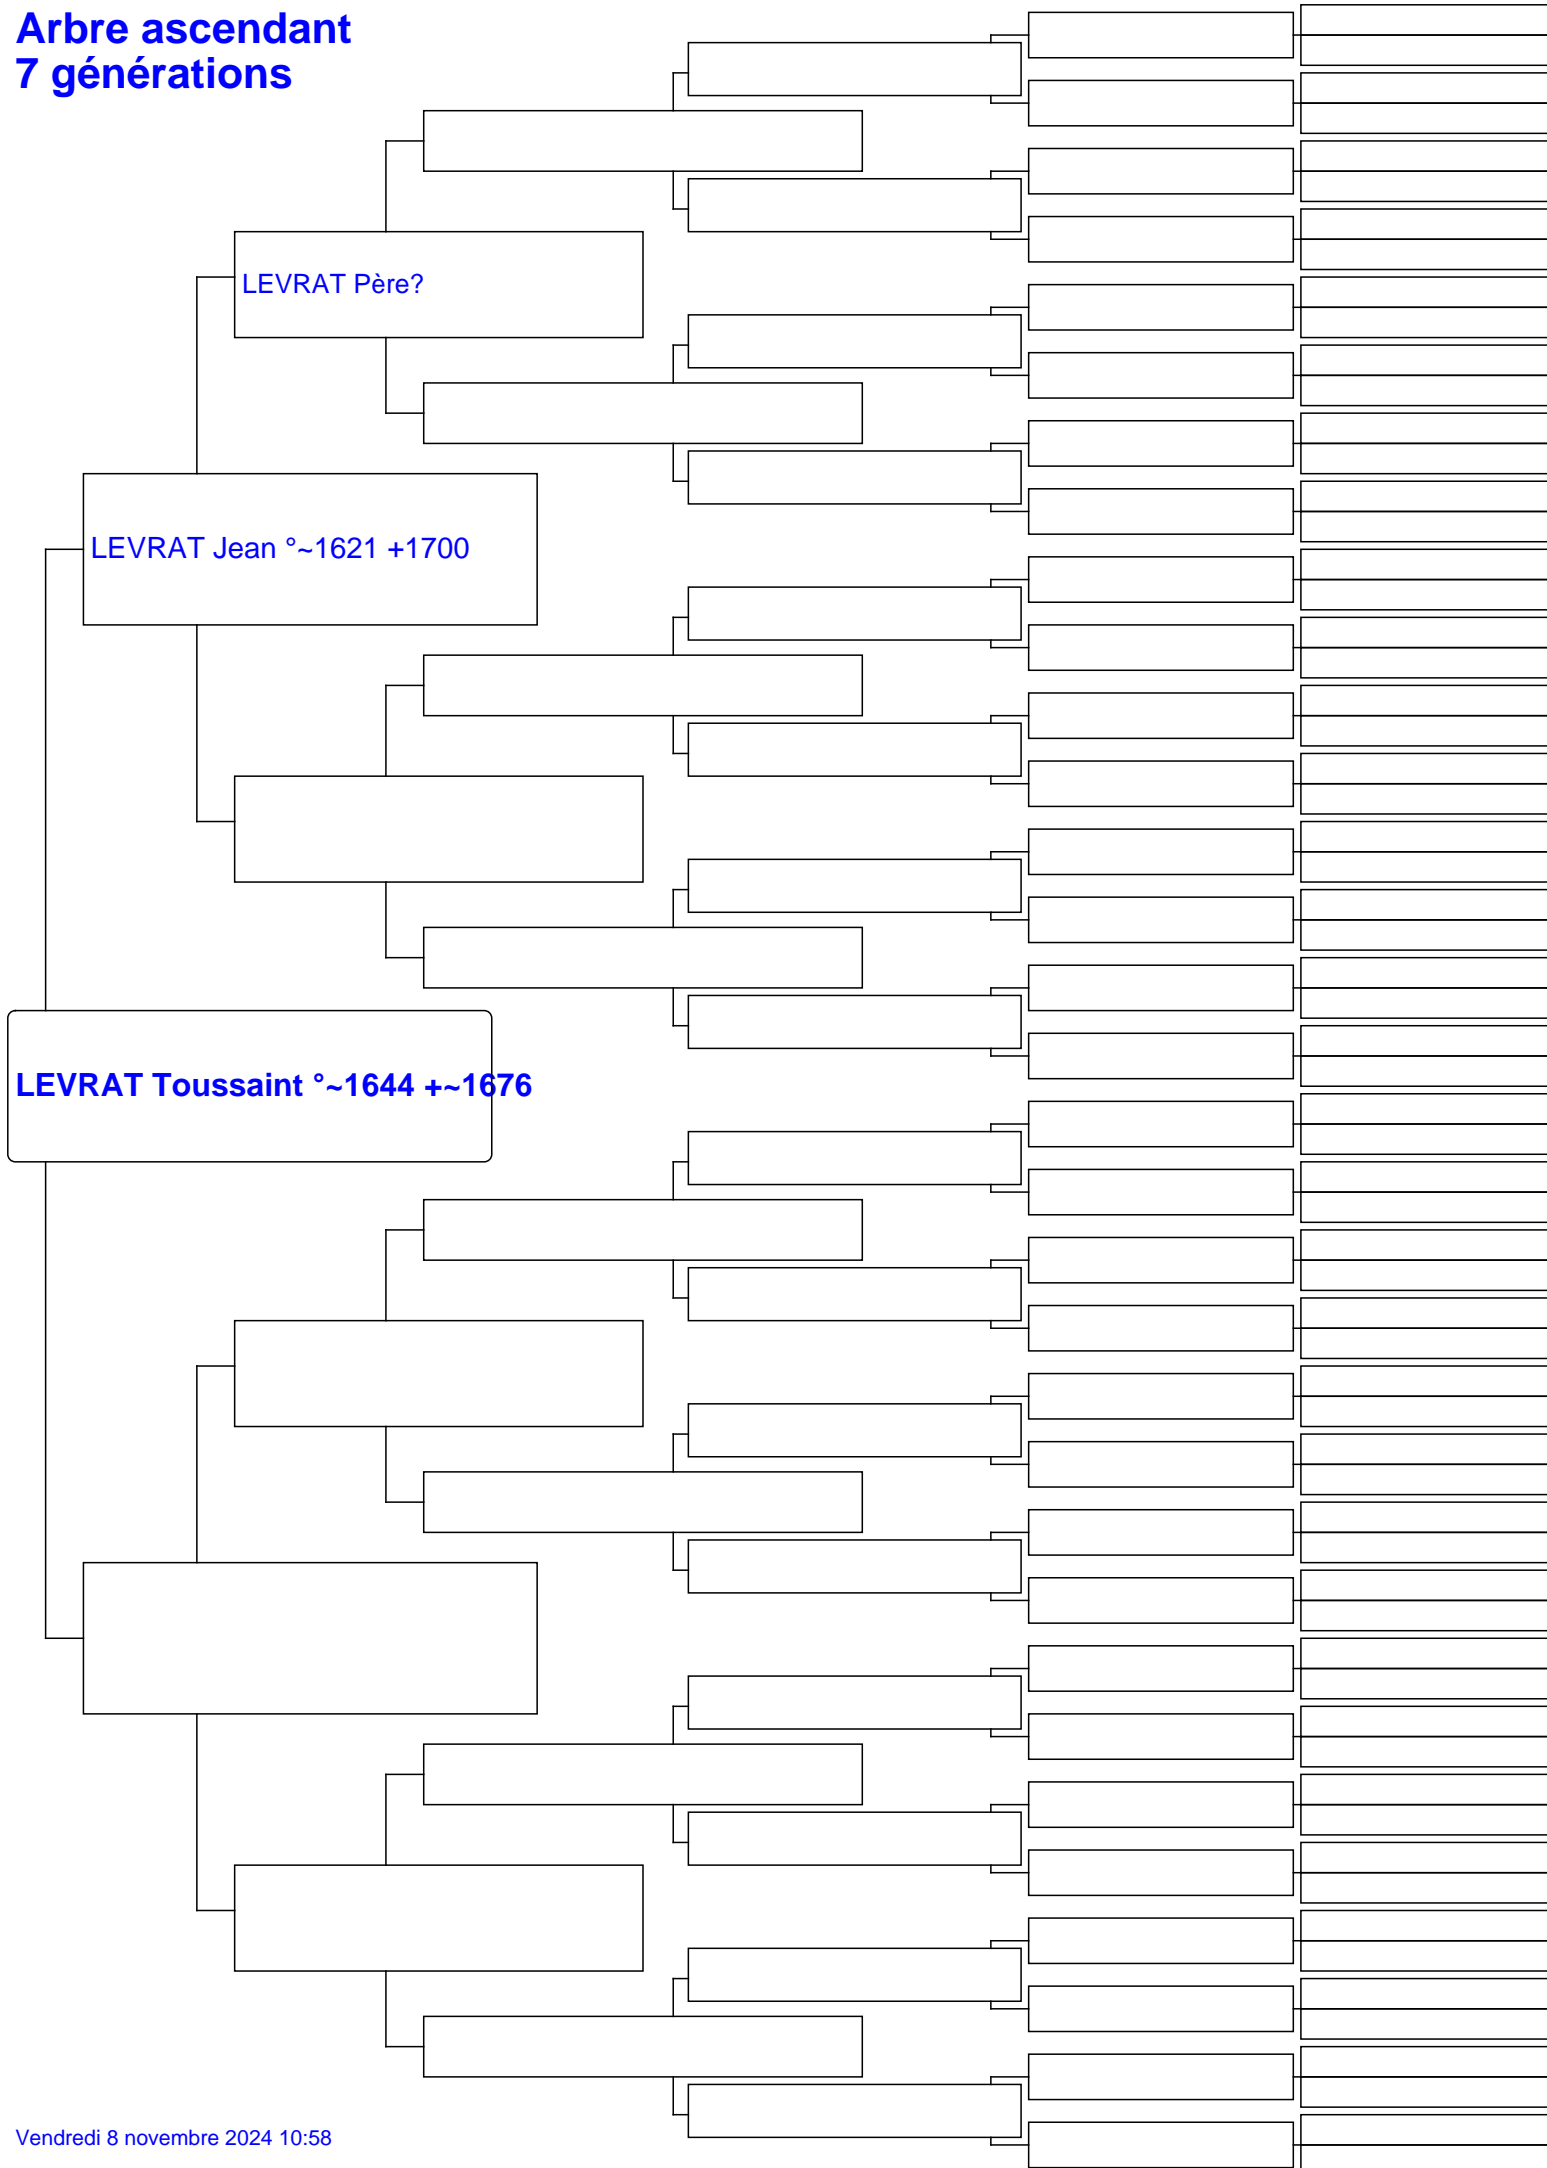 Arbre ascendant
7 générations
LEVRAT Père?
LEVRAT Jean °~1621 +1700
LEVRAT Toussaint °~1644 +~1676
Vendredi 8 novembre 2024 10:58